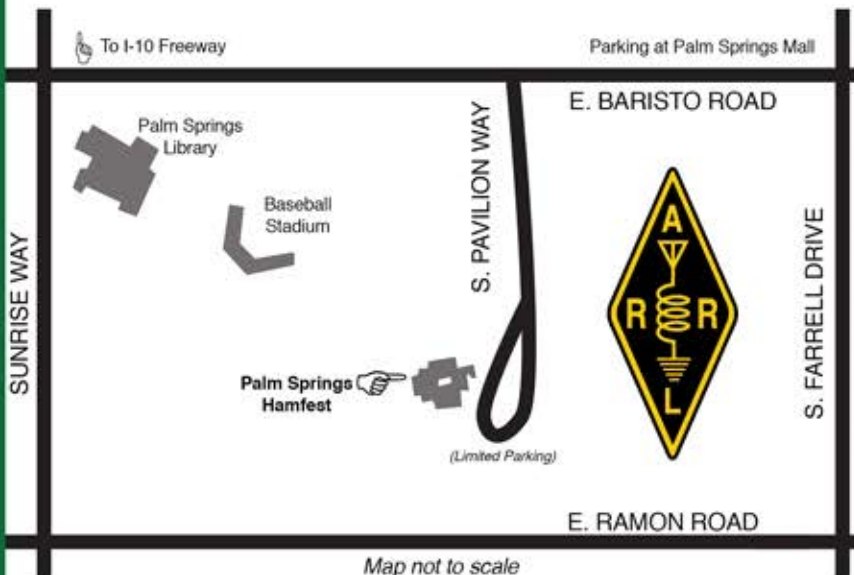 To I-10 Freeway
Parking at Palm Springs Mall
E. BARISTO ROAD
Palm Springs
Library
Baseball
Stadium
S. PAVILION WAY
SUNRISE WAY
S. FARRELL DRIVE
A
R R
L
Palm Springs
Hamfest
(Limited Parking)
E. RAMON ROAD
Map not to scale